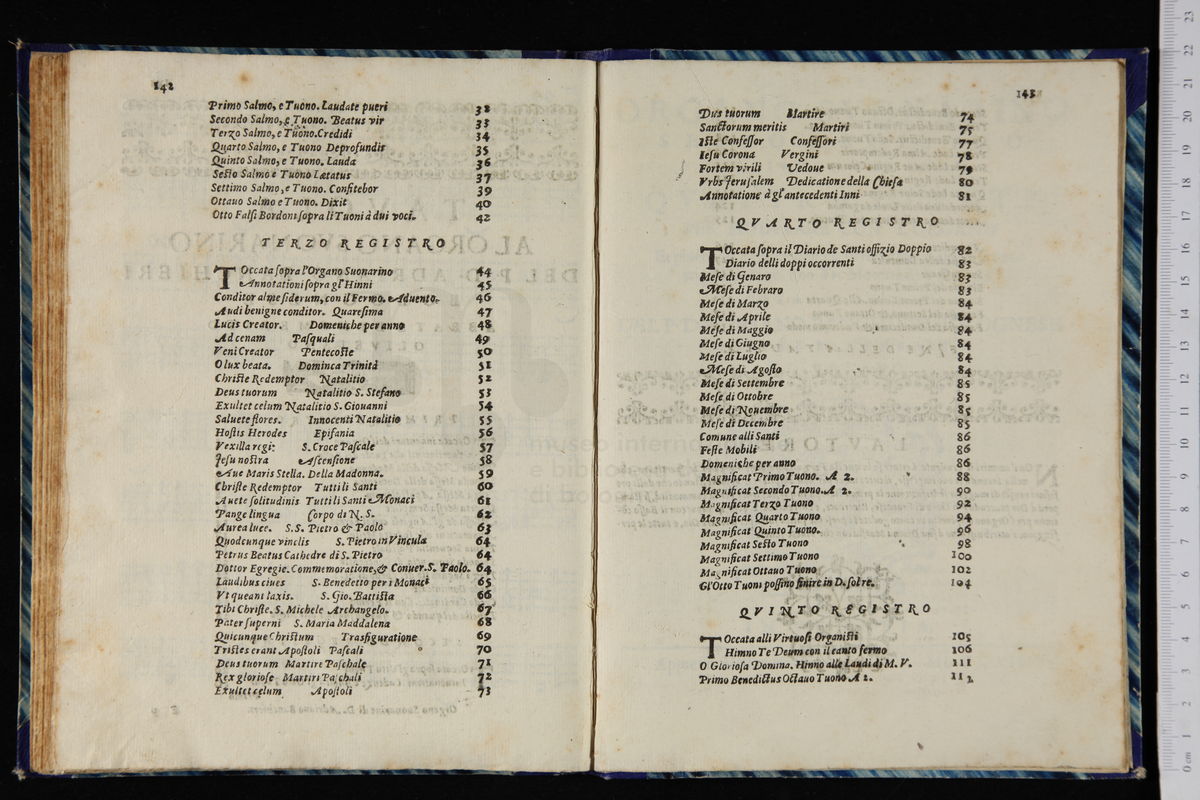 142
Primo Salmo, e Tuono. Laudate pueri 32
Secondo Salmo, e Tuono. Beatus vir 33
Terzo Salmo, e Tuono. Credidi 34
Quarto Salmo, e Tuono Deprofundis 35
Quinto Salmo, e Tuono. Lauda 36
Sesto Salmo e Tuono Lætatus 37
Settimo Salmo, e Tuono. Confitebor 39
Ottauo Salmo e Tuono. Dixit 40
Otto Falsi Bordoni sopra li Tuoni à dui voci. 42
TERZO REGISTRO
TOccata sopra l'Organo Suonarino 44
Annotationi sopra gl'Hinni 45
Conditor alme siderum, con il Fermo. Aduento. 46
Audi benigne conditor. Quaresima 47
Lucis Creator. Domeniche per anno 48
Ad cenam Pasquali 49
Veni Creator Pentecoste 50
O lux beata. Dominca Trinità 51
Christe Redemptor Natalitio 52
Deus tuorum Natalitio S. Stefano 53
Exultet celum Natalitio S. Giouanni 54
Saluete flores. Innocenti Natalitio 55
Hostis Herodes Epifania 56
Vexilla regi: S. Croce Pascale 57
Jesu nostra Ascensione 58
Aue Maris Stella. Della Madonna. 59
Christe Redemptor Tutti li Santi 60
Auete solitudinis Tutti li Santi Monaci 61
Pange lingua Corpo di N. S. 62
Aurea luce. S.S. Pietro & Paolo 63
Quodcunque vinclis S. Pietro in Vincula 64
Petrus Beatus Cathedre di S. Pietro 64
Dottor Egregie. Commemoratione, & Conuer. S. Paolo. 64
Laudibus ciues S. Benedetto per i Monaci 65
Vt queant laxis. S. Gio. Battista 66
Tibi Christe. S. Michele Archangelo. 67
Pater superni S. Maria Maddalena 68
Quicunque Christum Trasfiguratione 69
Tristes erant Apostoli Pascali 70
Deus tuorum Martire Paschale 71
Rex gloriose Martiri Paschali 72
Exultet celum Apostoli 73
143
Dus tuorum Martire 74
Sanctorum meritis Martiri 75
Iste Confessor Confessori 77
Iesu Corona Vergini 78
Fortem virili Vedoue 79
Vrbs Jerusalem Dedicatione della Chiesa 80
Annotatione à gl'antecedenti Inni 81
QVARTO REGISTRO
TOccata sopra il Diario de Santi offizio Doppio 82
Diario delli doppi occorrenti 83
Mese di Genaro 83
Mese di Febraro 83
Mese di Marzo 84
Mese di Aprile 84
Mese di Maggio 84
Mese di Giugno 84
Mese di Luglio 84
Mese di Agosto 84
Mese di Settembre 85
Mese di Ottobre 85
Mese di Nouembre 85
Mese di Decembre 85
Comune alli Santi 86
Feste Mobili 86
Domeniche per anno 86
Magnificat Primo Tuono. A 2. 88
Magnificat Secondo Tuono. A 2. 90
Magnificat Terzo Tuono 92
Magnificat Quarto Tuono 94
Magnificat Quinto Tuono. 96
Magnificat Sesto Tuono 98
Magnificat Settimo Tuono 100
Magnificat Ottauo Tuono 102
Gl'Otto Tuoni possino finire in D. sol re. 104
QVINTO REGISTRO
TOccata alli Virtuosi Organisti 105
Himno Te Deum con il canto fermo 106
O Gloriosa Domina. Hinno alle Laudi di M. V. 111
Primo Benedictus Octauo Tuono A 2. 112